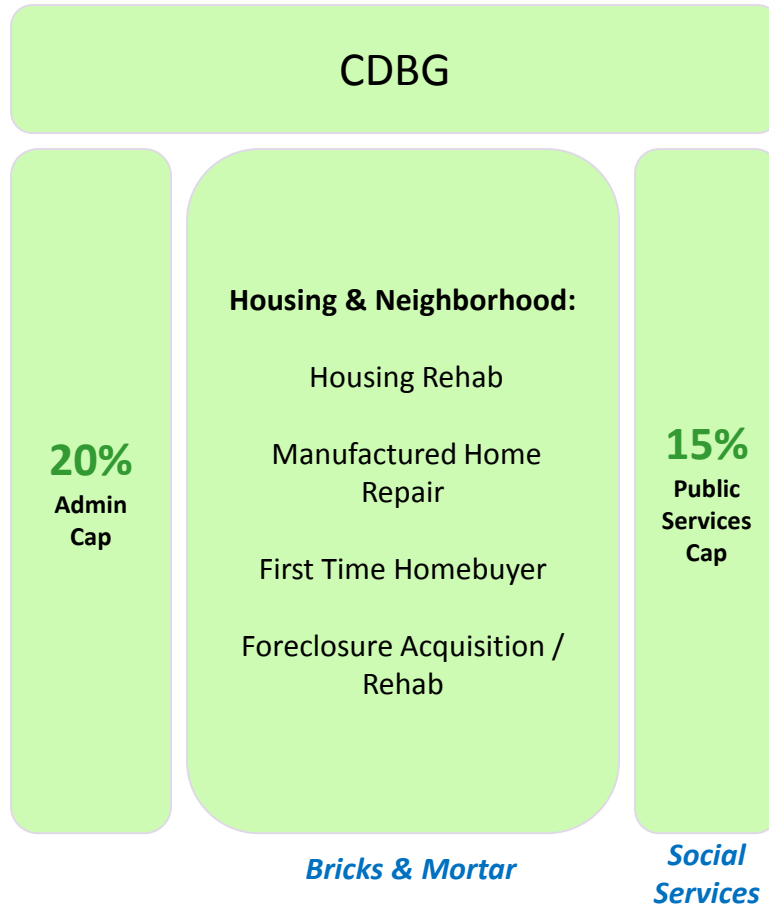 CDBG
20%
Admin
Cap
Housing & Neighborhood:
Housing Rehab
Manufactured Home
Repair
First Time Homebuyer
Foreclosure Acquisition /
Rehab
15%
Public
Services
Cap
Bricks & Mortar
Social
Services